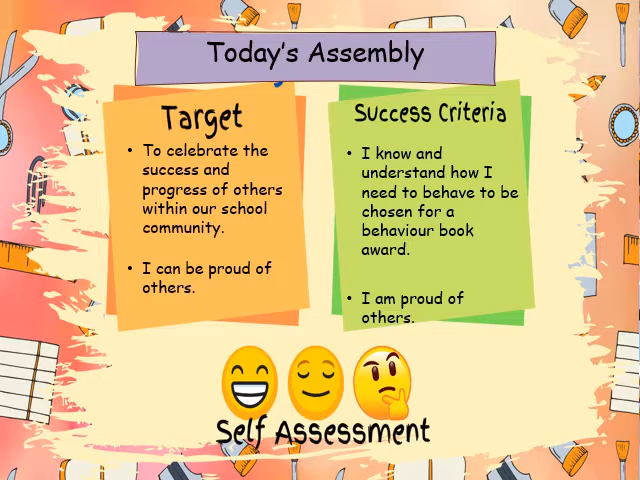 Today's Assembly
Target
• To celebrate the
success and
progress of others
within our school
community.
• I can be proud of
others.
Success Criteria
• I know and
understand how I
need to behave to be
chosen for a
behaviour book
award.
• I am proud of
others.
Self Assessment